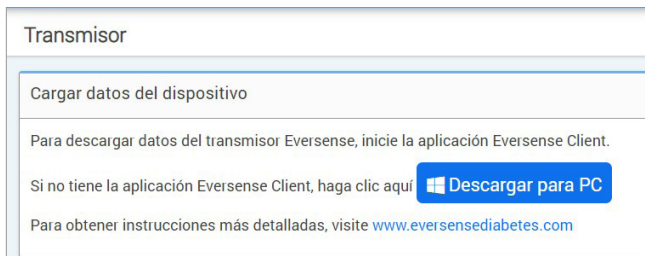 Transmisor
Cargar datos del dispositivo
Para descargar datos del transmisor Eversense, inicie la aplicación Eversense Client.
Si no tiene la aplicación Eversense Client, haga clic aquí Descargar para PC
Para obtener instrucciones más detalladas, visite www.eversensediabetes.com